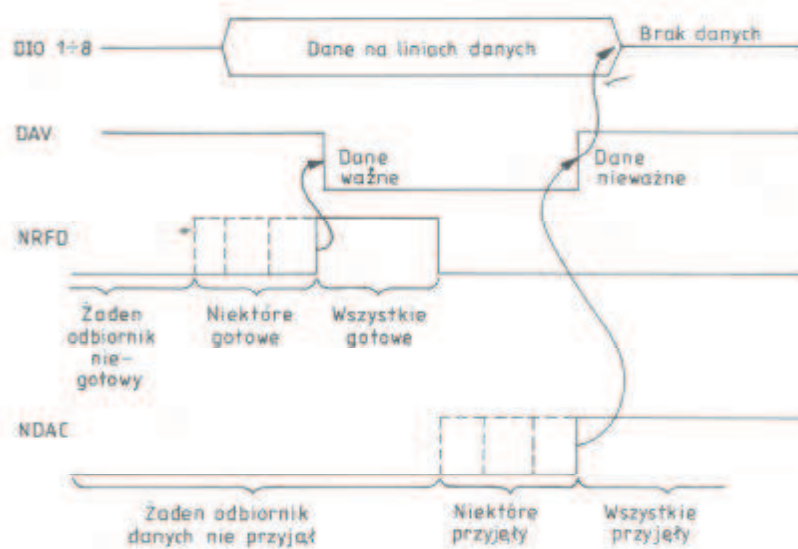 DIO 1÷8
Dane na liniach danych
Brak danych
DAV
Dane
ważne
Dane
nieważne
NRFD
Żaden
odbiornik
nie-
gotowy
Niektóre
gotowe
Wszystkie
gotowe
NDAC
Żaden odbiornik
danych nie przyjął
Niektóre
przyjęły
Wszystkie
przyjęły